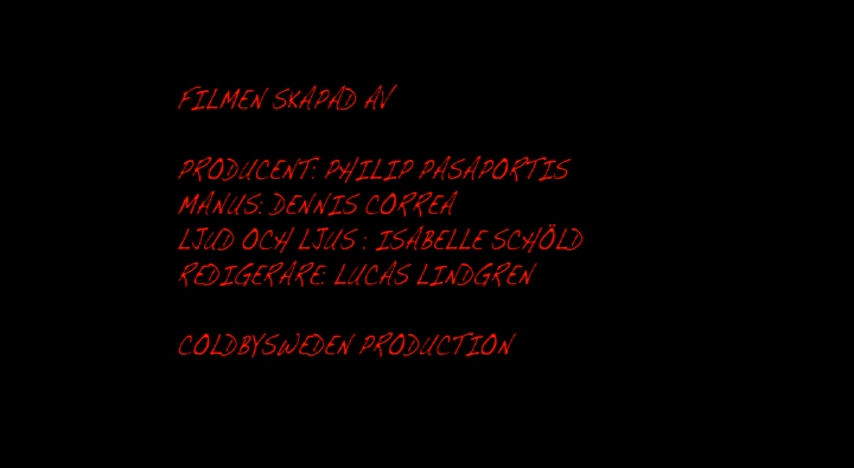 FILMEN SKAPAD AV
PRODUCENT: PHILIP PASAPORTIS
MANUS: DENNIS CORREA
LJUD OCH LJUS : ISABELLE SCHÖLD
REDIGERARE: LUCAS LINDGREN
COLDBYSWEDEN PRODUCTION